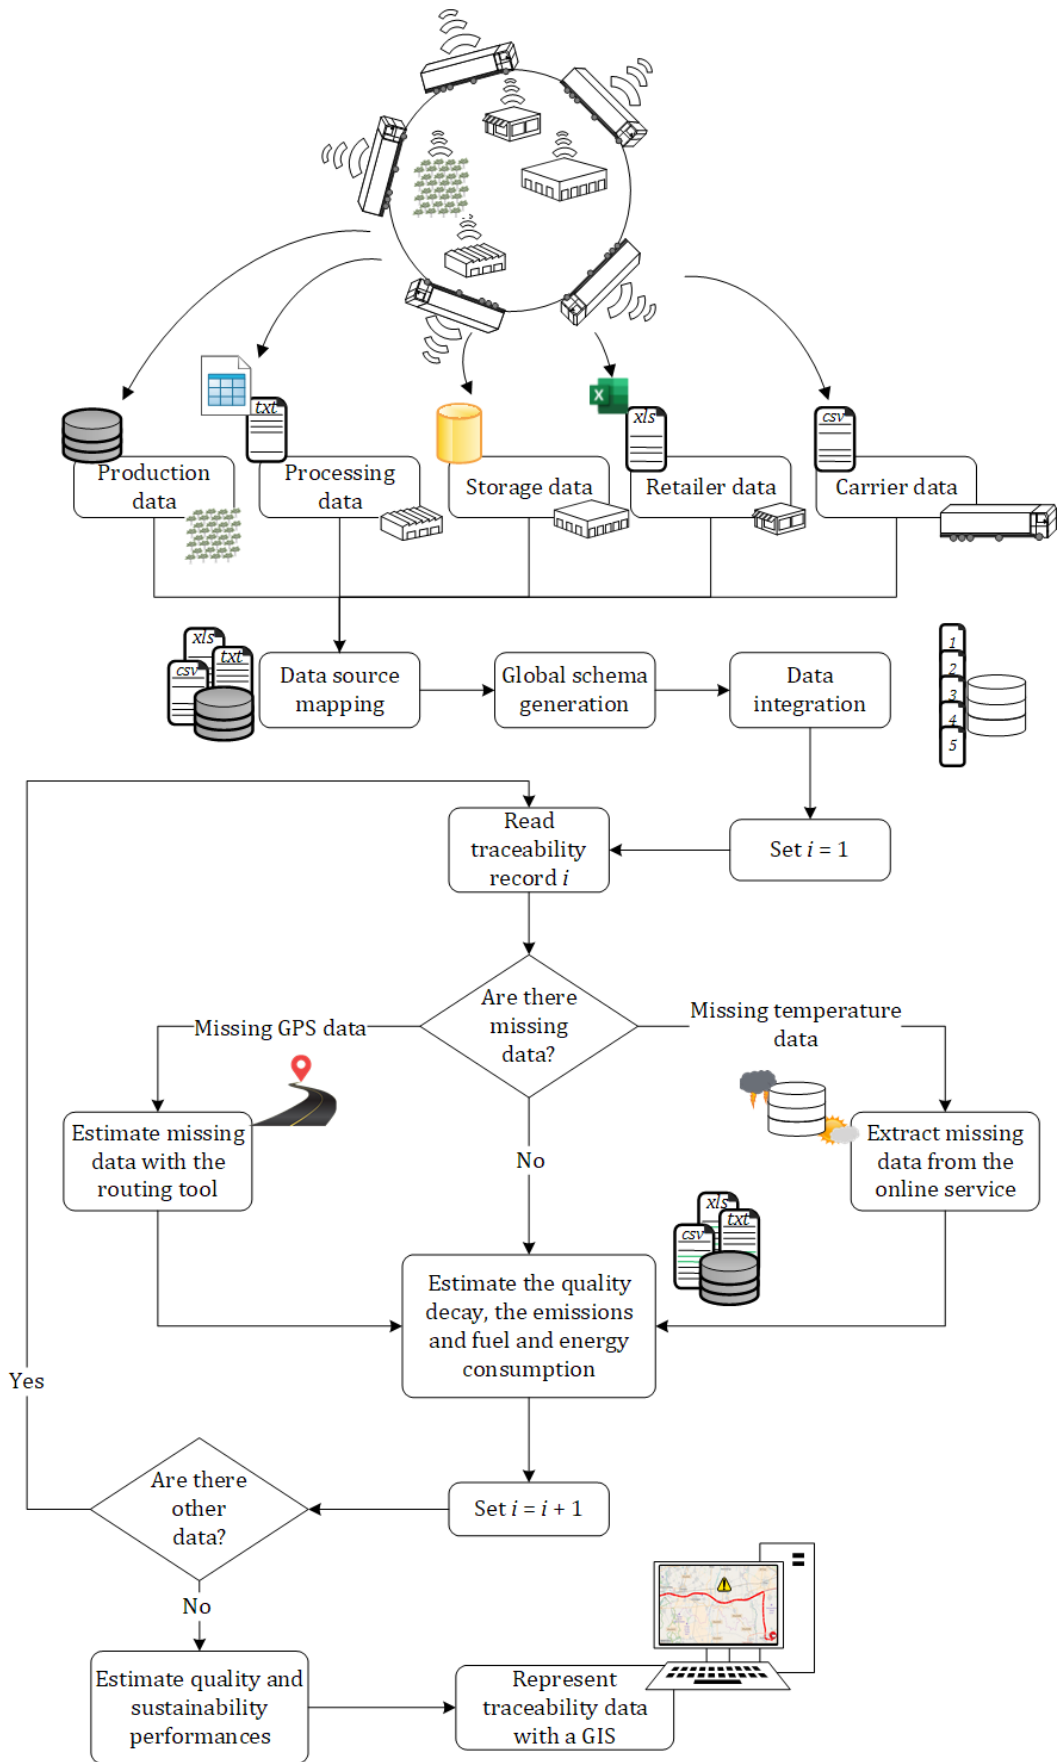 txt
xls
csv
Production
data
Processing
data
Storage data
Retailer data
Carrier data
xls
csv
txt
Data source
mapping
Global schema
generation
Data
integration
1
2
3
4
5
Read
traceability
record i
Set i = 1
Are there
missing
data?
Missing GPS data
Missing temperature
data
Estimate missing
data with the
routing tool
No
Extract missing
data from the
online service
xls
txt
csv
Estimate the quality
decay, the emissions
and fuel and energy
consumption
Yes
Are there
other
data?
Set i = i + 1
No
Estimate quality and
sustainability
performances
Represent
traceability data
with a GIS